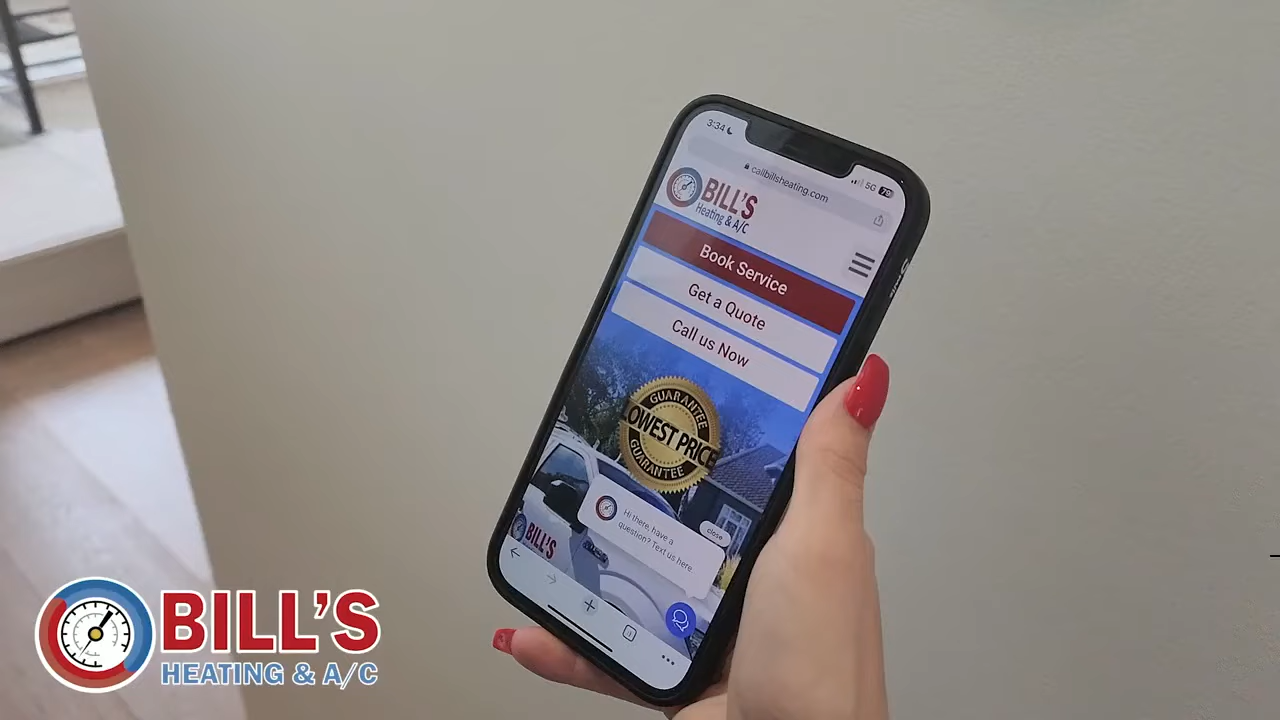 3:34
5G
callbillsheating.com
BILL'S
Heating & A/C
Book Service
Get a Quote
Call us Now
GUARANTEE
LOWEST PRICE
GUARANTEE
Hi there, have a
question? Text us here.
close
BILL'S
BILL'S
HEATING & A/C